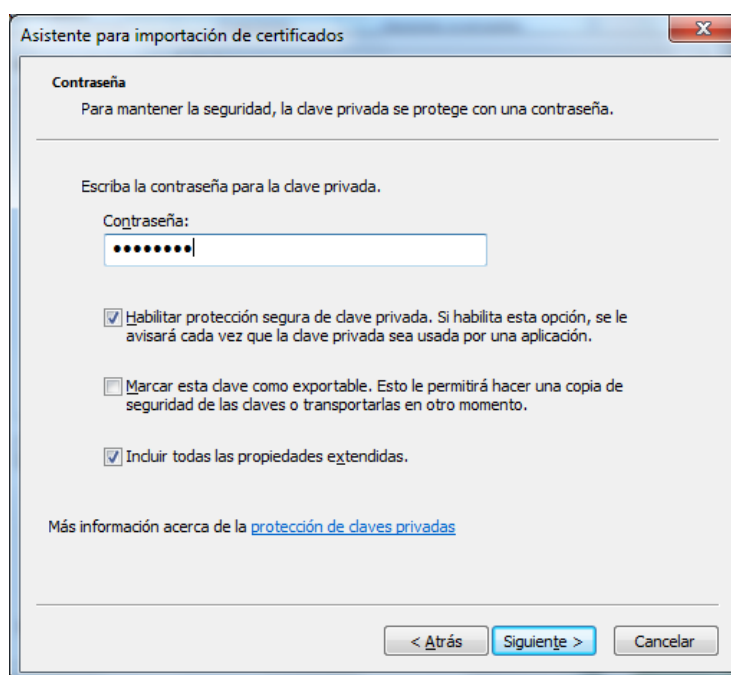 Asistente para importación de certificados
Contraseña
Para mantener la seguridad, la clave privada se protege con una contraseña.
Escriba la contraseña para la clave privada.
Contraseña:
••••••••
Habilitar protección segura de clave privada. Si habilita esta opción, se le
avisará cada vez que la clave privada sea usada por una aplicación.
Marcar esta clave como exportable. Esto le permitirá hacer una copia de
seguridad de las claves o transportarlas en otro momento.
Incluir todas las propiedades extendidas.
Más información acerca de la protección de claves privadas
< Atrás Siguiente > Cancelar